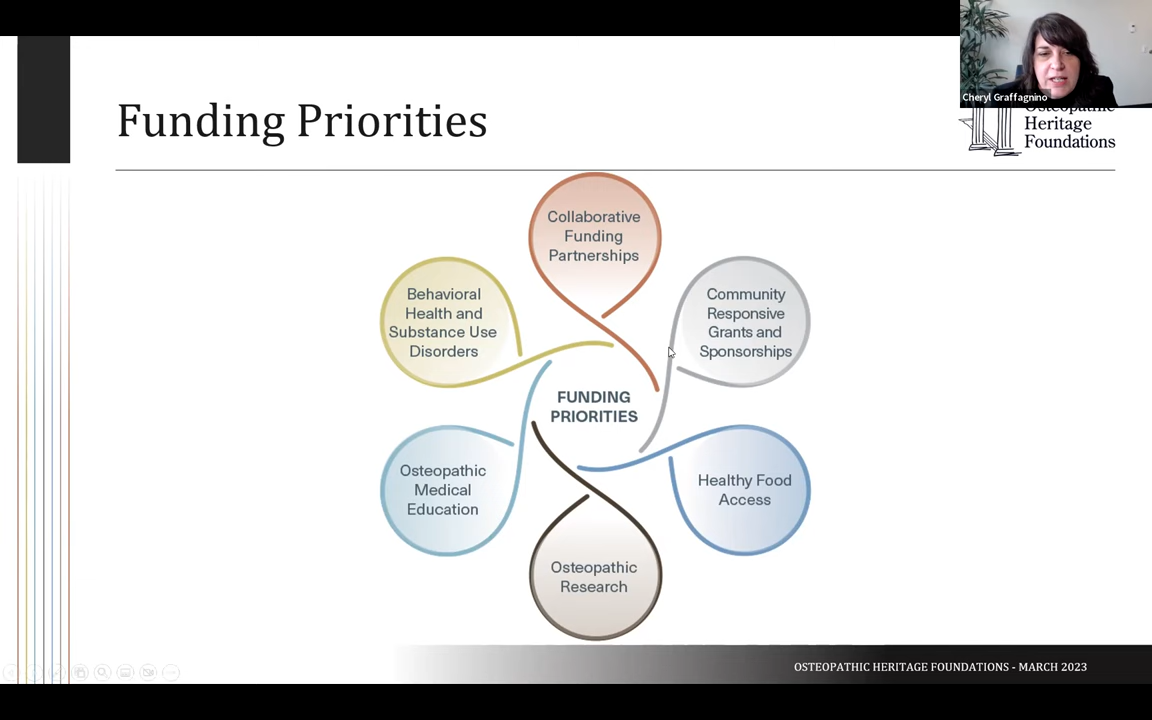 Cheryl Graffagnino
Osteopathic
Heritage
Foundations
Funding Priorities
Collaborative
Funding
Partnerships
Behavioral
Health and
Substance Use
Disorders
Community
Responsive
Grants and
Sponsorships
FUNDING
PRIORITIES
Osteopathic
Medical
Education
Healthy Food
Access
Osteopathic
Research
OSTEOPATHIC HERITAGE FOUNDATIONS - MARCH 2023